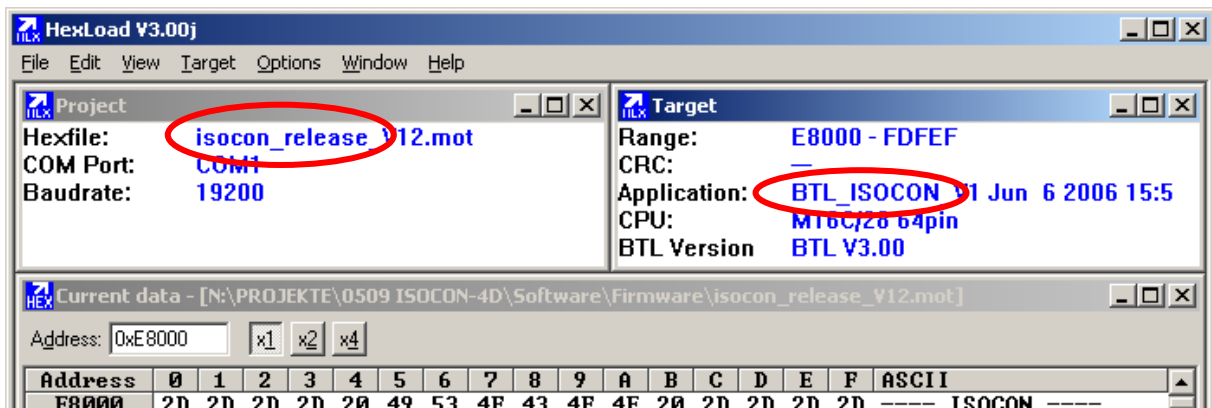 HexLoad V3.00j
File Edit View Target Options Window Help
Project
Hexfile: isocon_release_V12.mot
COM Port: COM1
Baudrate: 19200
Target
Range: E8000 - FDFEF
CRC: —
Application: BTL_ISOCON_V1 Jun 6 2006 15:5
CPU: M16C/28 64pin
BTL Version BTL V3.00
Current data - [N:\PROJEKTE\0509 ISOCON-4D\Software\Firmware\isocon_release_V12.mot]
Address: 0xE8000 x1 x2 x4
Address 0 1 2 3 4 5 6 7 8 9 A B C D E F ASCII
E8000 2D 2D 2D 2D 20 49 53 4F 43 4F 4E 20 2D 2D 2D 2D ---- ISOCON ----